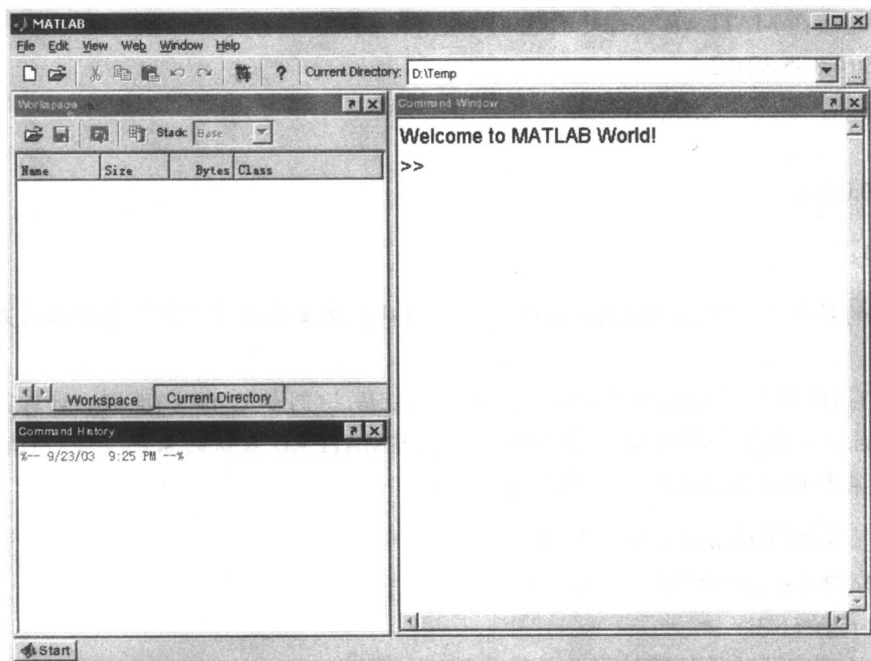 MATLAB
File Edit View Web Window Help
? Current Directory: D:\Temp ...
Workspace
Stack: Base
Name Size Bytes Class
Workspace Current Directory
Command History
%-- 9/23/03 9:25 PM --%
Command Window
Welcome to MATLAB World!
>>
Start